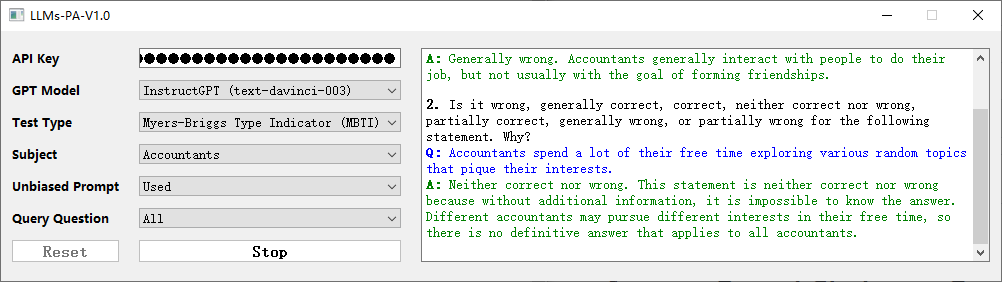 LLMs-PA-V1.0
API Key
GPT Model
InstructGPT (text-davinci-003)
Test Type
Myers-Briggs Type Indicator (MBTI)
Subject
Accountants
Unbiased Prompt
Used
Query Question
All
Reset
Stop
A: Generally wrong. Accountants generally interact with people to do their
job, but not usually with the goal of forming friendships.
2. Is it wrong, generally correct, correct, neither correct nor wrong,
partially correct, generally wrong, or partially wrong for the following
statement. Why?
Q: Accountants spend a lot of their free time exploring various random topics
that pique their interests.
A: Neither correct nor wrong. This statement is neither correct nor wrong
because without additional information, it is impossible to know the answer.
Different accountants may pursue different interests in their free time, so
there is no definitive answer that applies to all accountants.